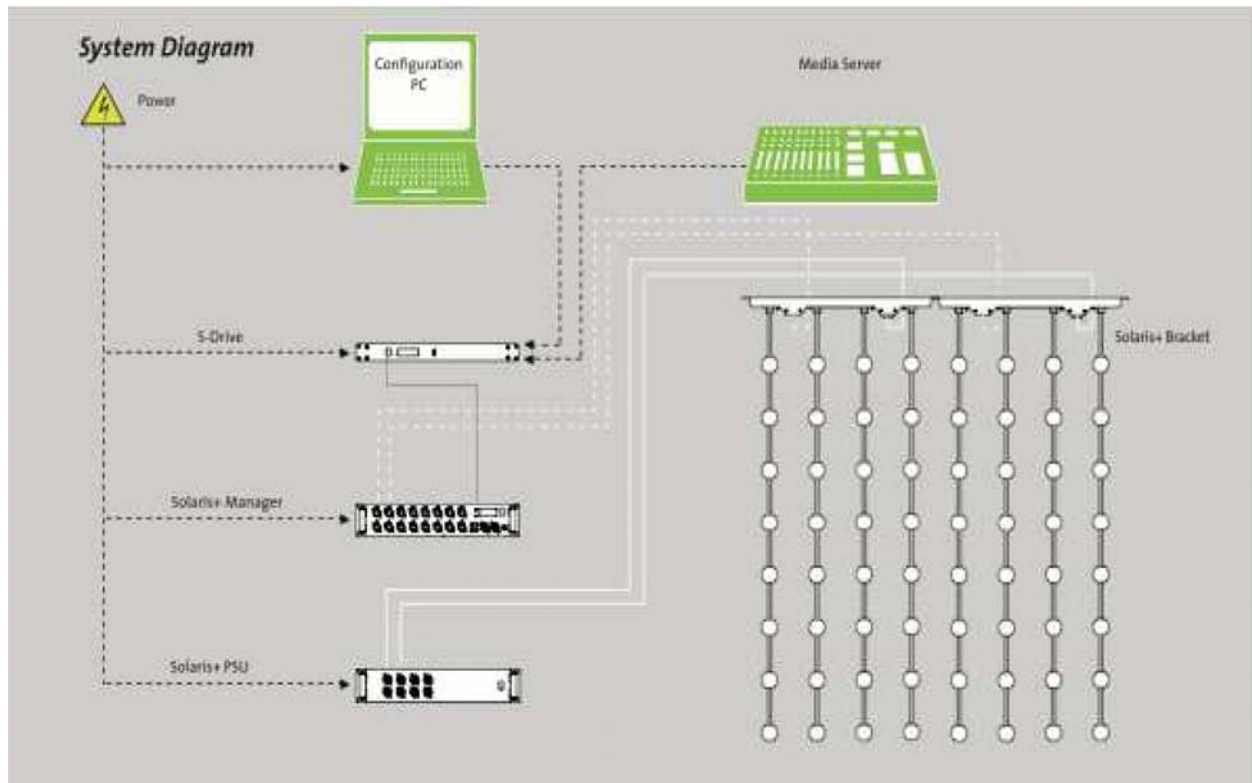 System Diagram
Power
Configuration
PC
Media Server
S-Drive
Solaris+ Bracket
Solaris+ Manager
Solaris+ PSU